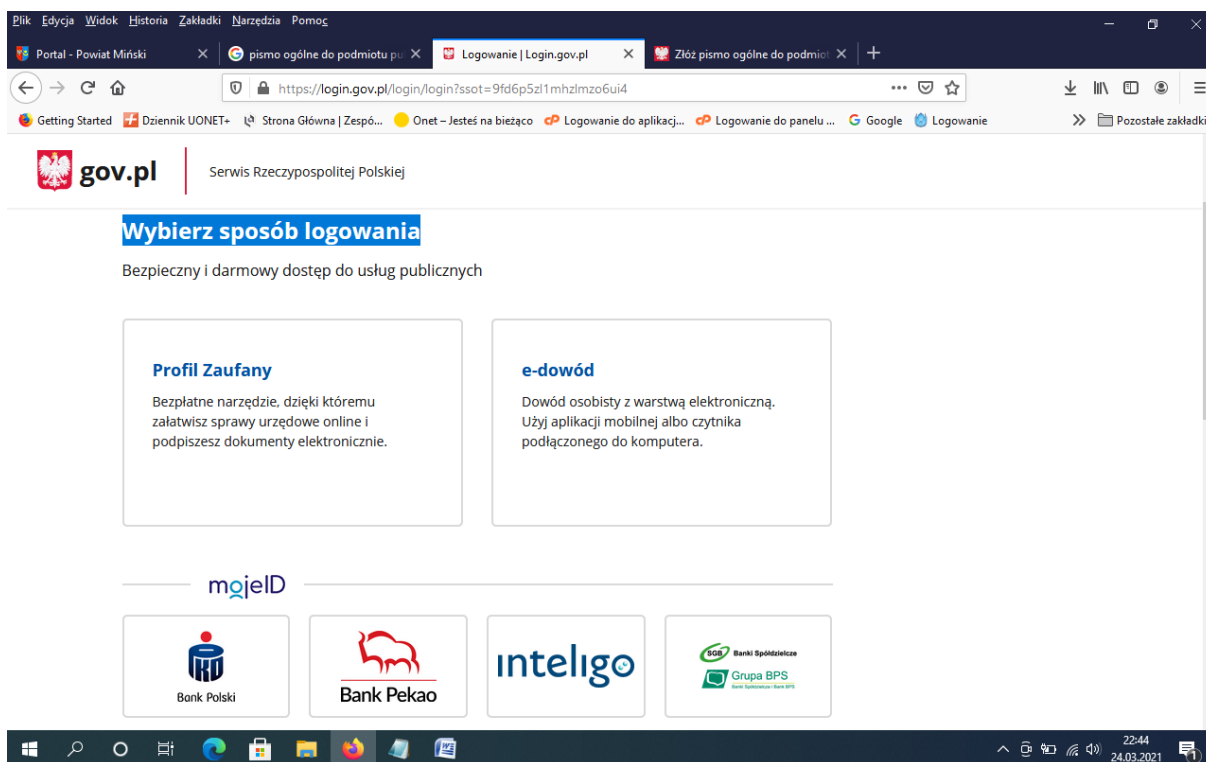 Plik Edycja Widok Historia Zakładki Narzędzia Pomoc
Portal - Powiat Miński
pismo ogólne do podmiotu pu
Logowanie | Login.gov.pl
Złóż pismo ogólne do podmiot
https://login.gov.pl/login/login?ssot=9fd6p5zl1mhzlmzo6ui4
Getting Started Dziennik UONET+ Strona Główna | Zespó... Onet – Jesteś na bieżąco Logowanie do aplikacj... Logowanie do panelu ... Google Logowanie Pozostałe zakładki
gov.pl Serwis Rzeczypospolitej Polskiej
Wybierz sposób logowania
Bezpieczny i darmowy dostęp do usług publicznych
Profil Zaufany
Bezpłatne narzędzie, dzięki któremu
załatwisz sprawy urzędowe online i
podpiszesz dokumenty elektronicznie.
e-dowód
Dowód osobisty z warstwą elektroniczną.
Użyj aplikacji mobilnej albo czytnika
podłączonego do komputera.
mojeID
Bank Polski
Bank Pekao
inteligo
SGB Banki Spółdzielcze
Grupa BPS
Banki Spółdzielcze i Bank BPS
22:44
24.03.2021
1